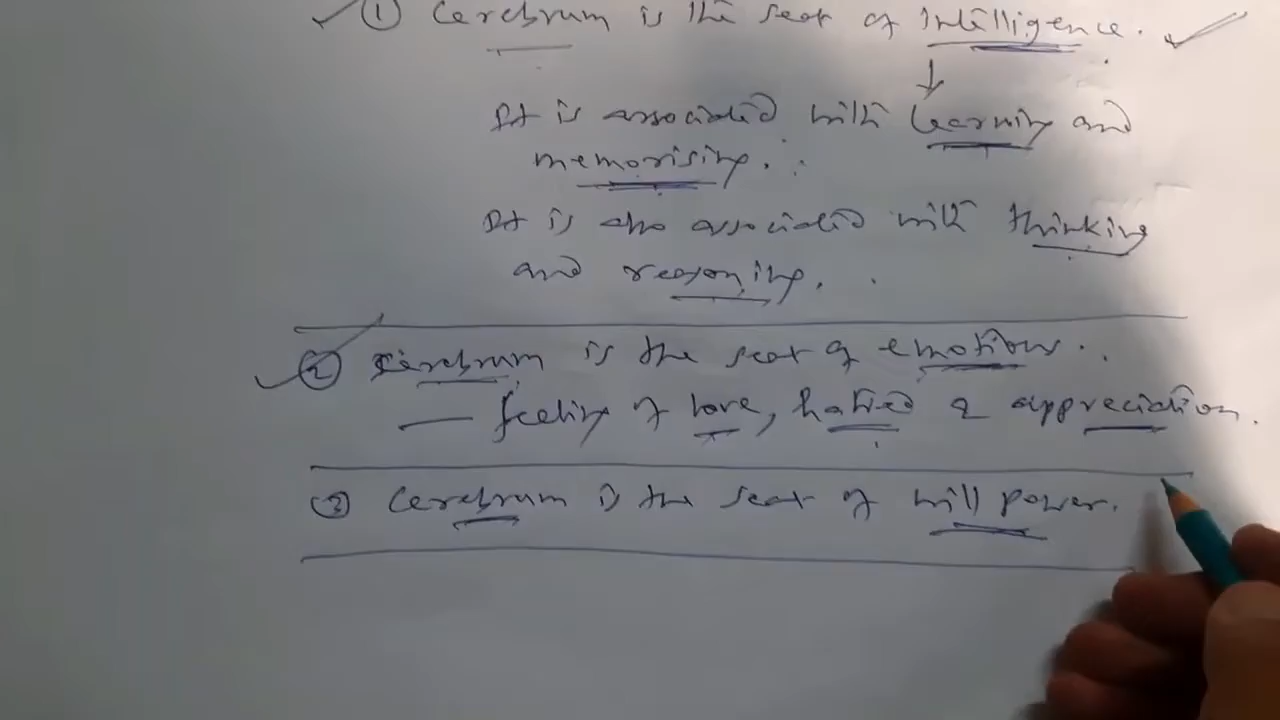 ① Cerebrum is the seat of Intelligence.
It is associated with learning and
memorising.
It is also associated with thinking
and reasoning.
② Cerebrum is the seat of emotions.
— feeling of love, hatred & appreciation.
③ Cerebrum is the seat of will power.